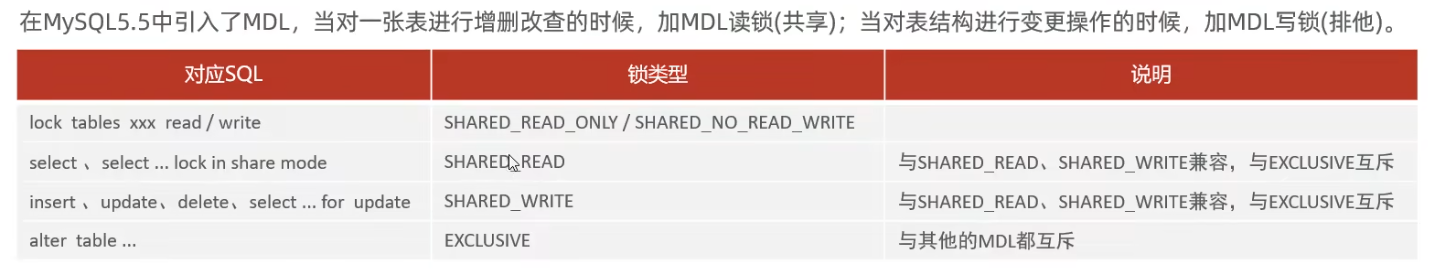 在MySQL5.5中引入了MDL，当对一张表进行增删改查的时候，加MDL读锁(共享)；当对表结构进行变更操作的时候，加MDL写锁(排他)。
对应SQL 锁类型 说明
lock tables xxx read / write SHARED_READ_ONLY / SHARED_NO_READ_WRITE
select 、select ... lock in share mode SHARED_READ 与SHARED_READ、SHARED_WRITE兼容，与EXCLUSIVE互斥
insert 、update、delete、select ... for update SHARED_WRITE 与SHARED_READ、SHARED_WRITE兼容，与EXCLUSIVE互斥
alter table ... EXCLUSIVE 与其他的MDL都互斥